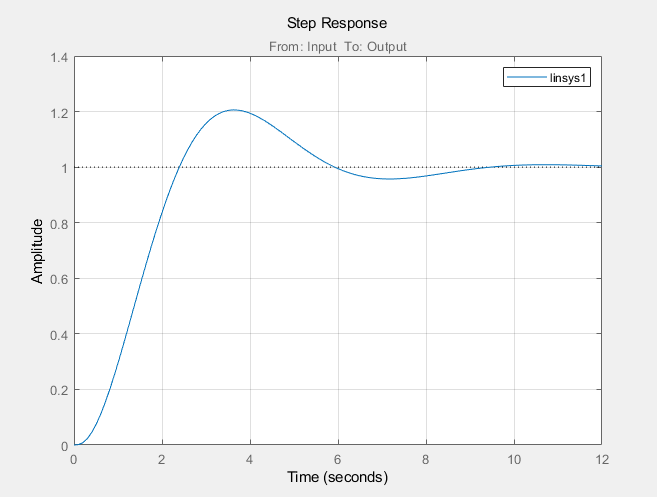 Step Response
From: Input To: Output
linsys1
1.4
1.2
1
0.8
0.6
0.4
0.2
0
Amplitude
0 2 4 6 8 10 12
Time (seconds)